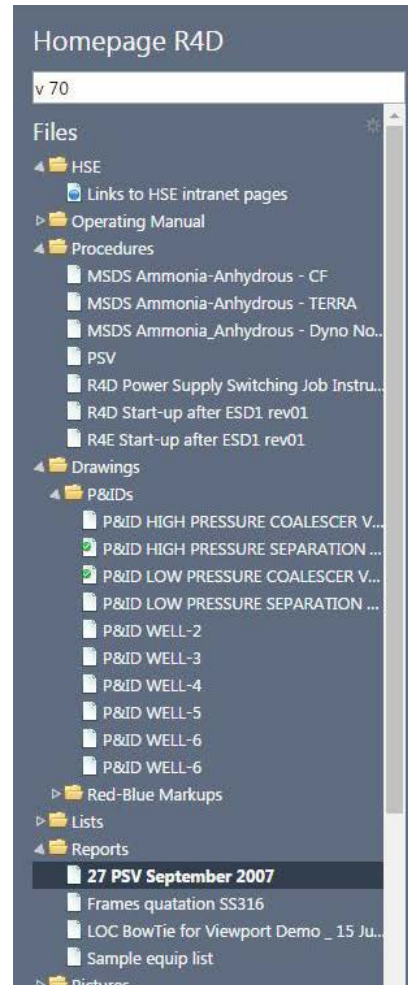 Homepage R4D
v 70
Files
HSE
Links to HSE intranet pages
Operating Manual
Procedures
MSDS Ammonia-Anhydrous - CF
MSDS Ammonia-Anhydrous - TERRA
MSDS Ammonia_Anhydrous - Dyno No...
PSV
R4D Power Supply Switching Job Instru...
R4D Start-up after ESD1 rev01
R4E Start-up after ESD1 rev01
Drawings
P&IDs
P&ID HIGH PRESSURE COALESCER V...
P&ID HIGH PRESSURE SEPARATION ...
P&ID LOW PRESSURE COALESCER V...
P&ID LOW PRESSURE SEPARATION ...
P&ID WELL-2
P&ID WELL-3
P&ID WELL-4
P&ID WELL-5
P&ID WELL-6
P&ID WELL-6
Red-Blue Markups
Lists
Reports
27 PSV September 2007
Frames quatation SS316
LOC BowTie for Viewport Demo _ 15 Ju...
Sample equip list
Pictures